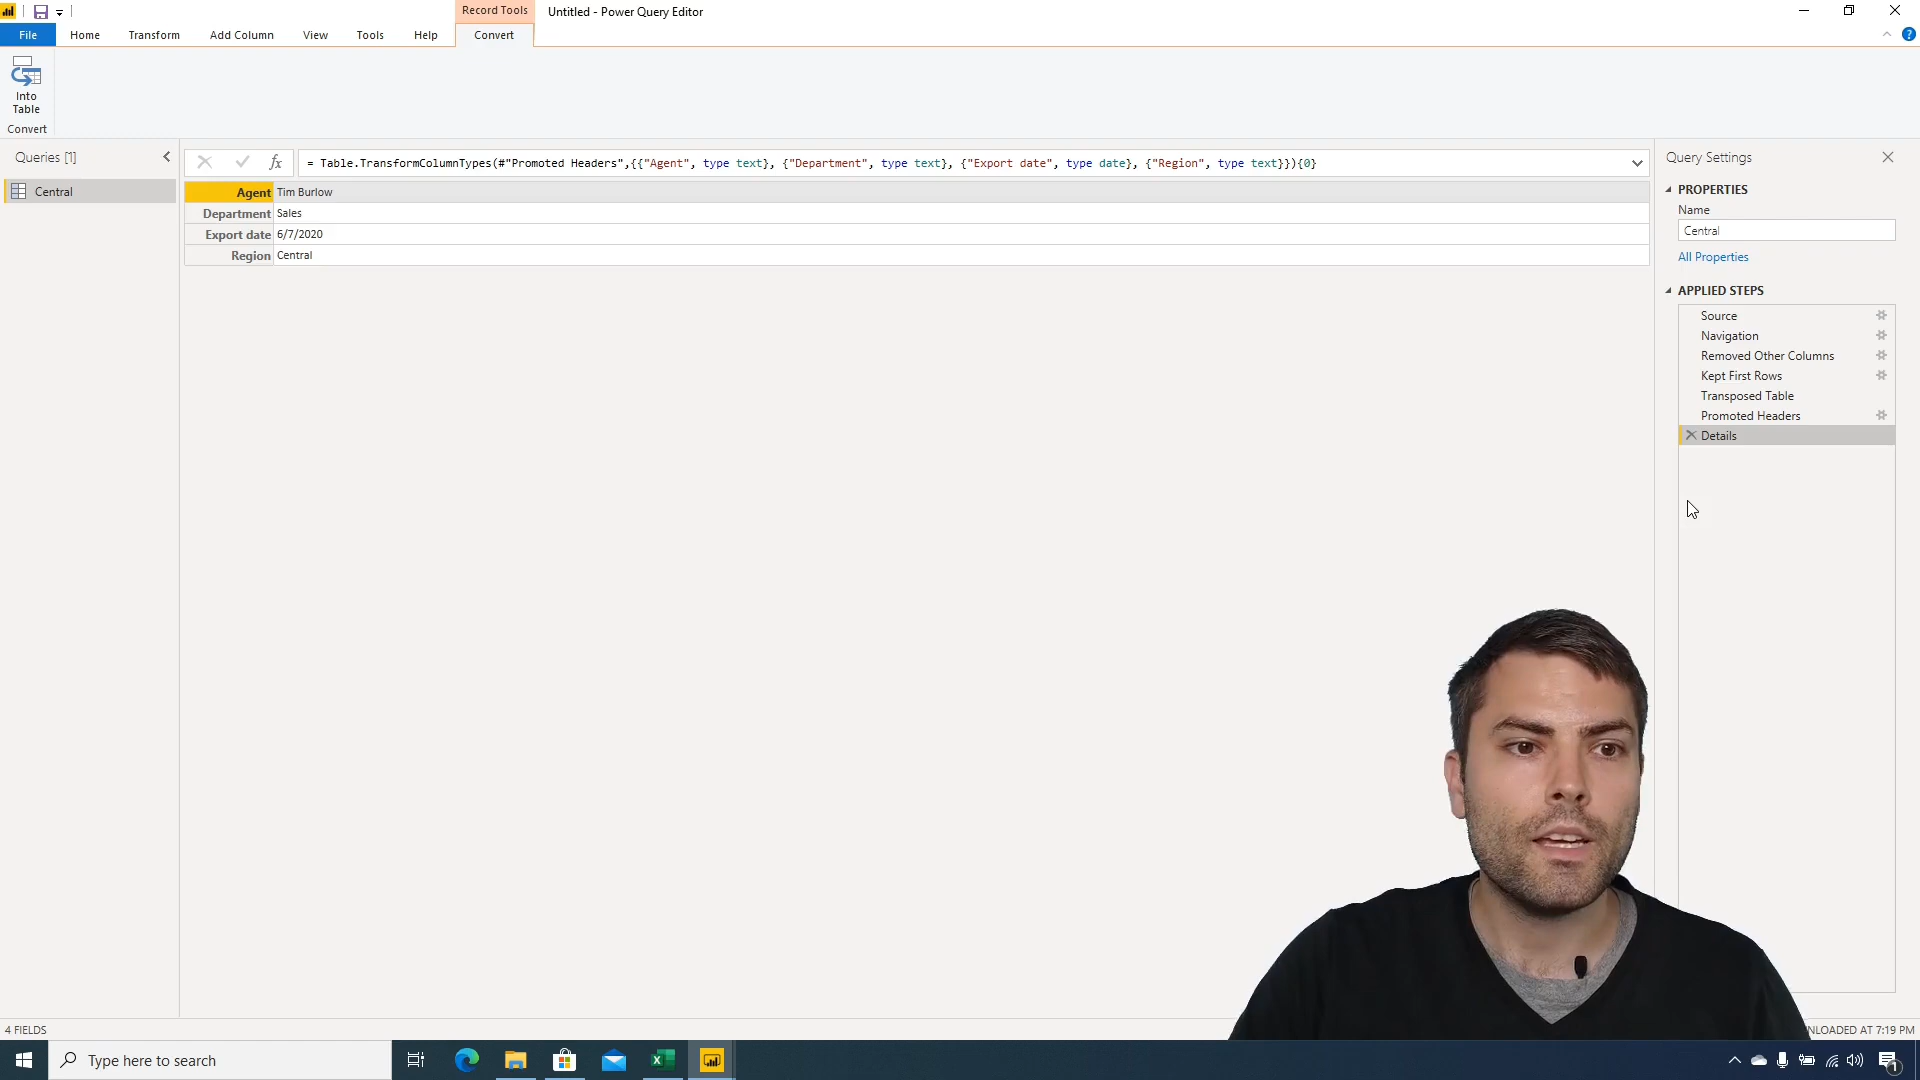 Record Tools
Untitled - Power Query Editor
File
Home
Transform
Add Column
View
Tools
Help
Convert
?
Into
Table
Convert
Queries [1]
Central
fx
= Table.TransformColumnTypes(#"Promoted Headers",{{"Agent", type text}, {"Department", type text}, {"Export date", type date}, {"Region", type text}}){0}
Agent Tim Burlow
Department Sales
Export date 6/7/2020
Region Central
Query Settings
PROPERTIES
Name
Central
All Properties
APPLIED STEPS
Source
Navigation
Removed Other Columns
Kept First Rows
Transposed Table
Promoted Headers
Details
4 FIELDS
NLOADED AT 7:19 PM
Type here to search
1